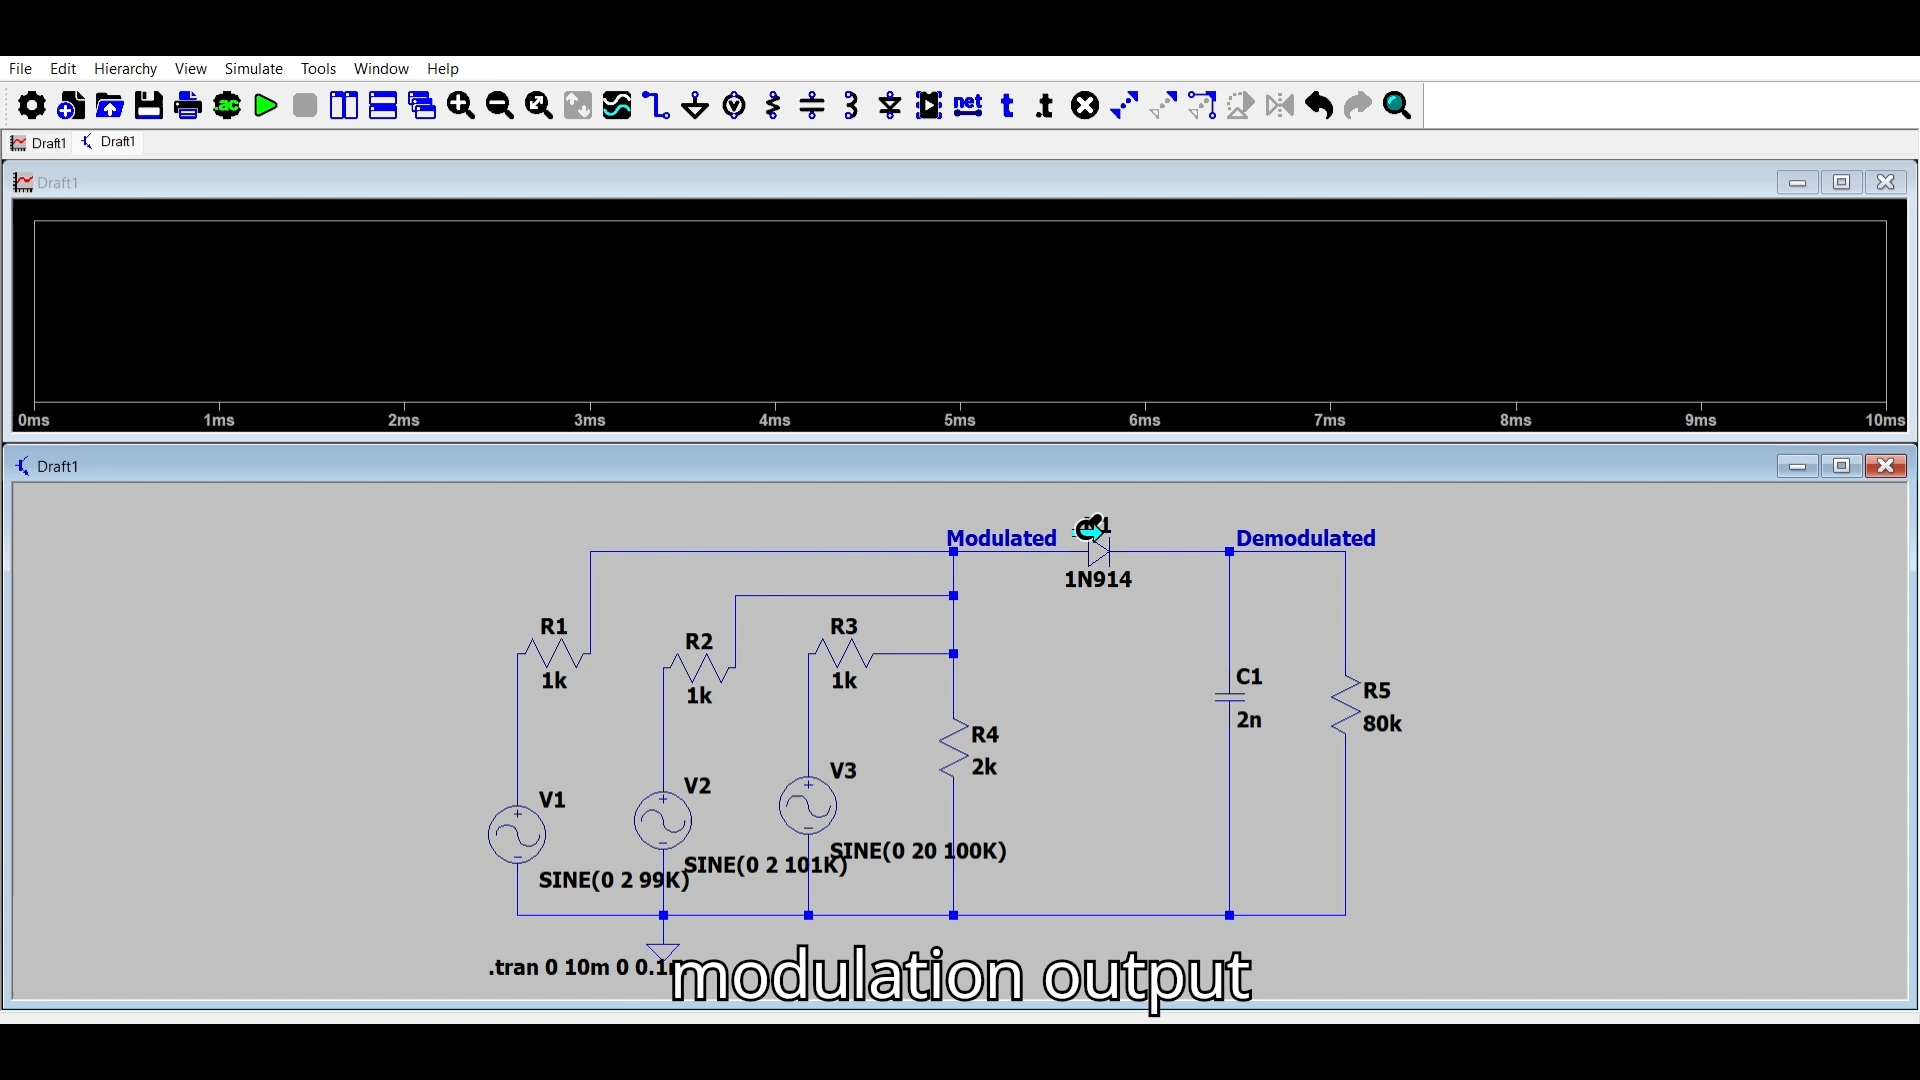 File Edit Hierarchy View Simulate Tools Window Help
.ac net t .t
Draft1 Draft1
Draft1
0ms 1ms 2ms 3ms 4ms 5ms 6ms 7ms 8ms 9ms 10ms
Draft1
Modulated Demodulated
1N914
R1
1k
R2
1k
R3
1k
C1
2n
R5
80k
R4
2k
V1
SINE(0 2 99K)
V2
SINE(0 2 101K)
V3
SINE(0 20 100K)
.tran 0 10m 0
modulation output